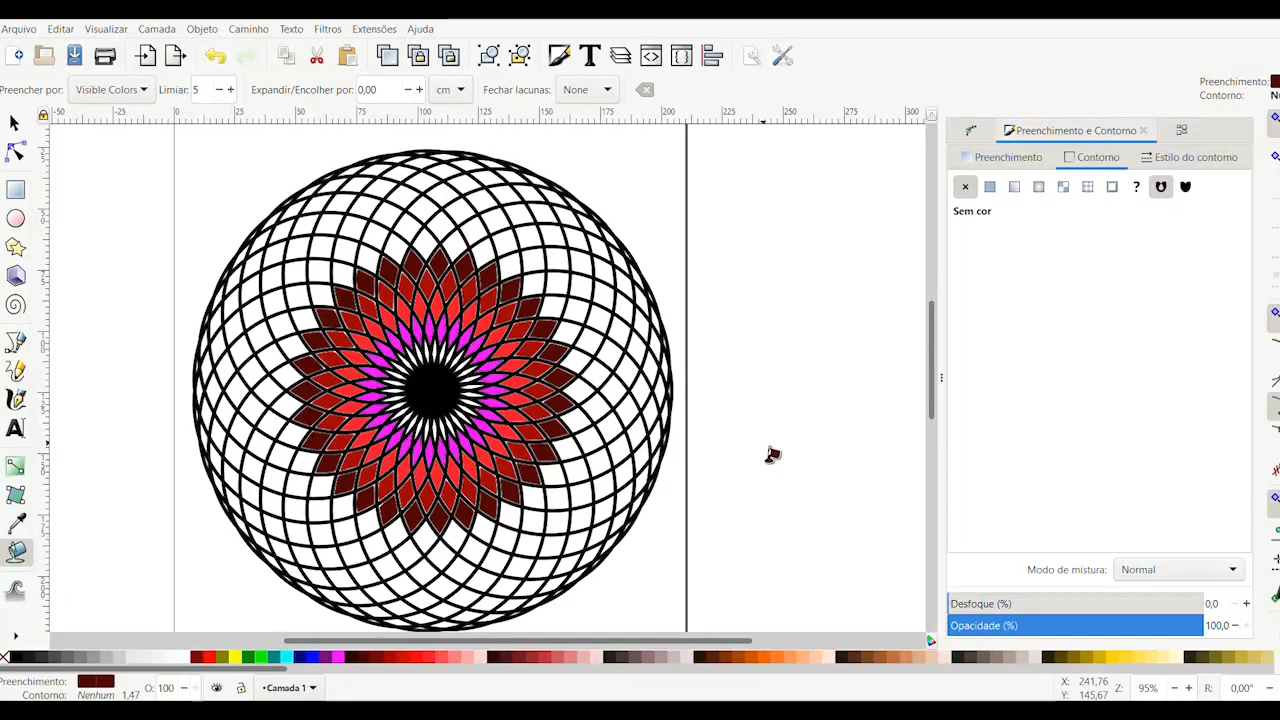 Arquivo Editar Visualizar Camada Objeto Caminho Texto Filtros Extensões Ajuda
Preencher por: Visible Colors Limiar: 5 Expandir/Encolher por: 0,00 cm Fechar lacunas: None
Preenchimento:
Contorno:
-50 -25 0 25 50 75 100 125 150 175 200 225 250 275 300
Preenchimento e Contorno
Preenchimento Contorno Estilo do contorno
?
Sem cor
Modo de mistura: Normal
Desfoque (%) 0,0
Opacidade (%) 100,0
Preenchimento:
Contorno: Nenhum 1,47 O: 100 •Camada 1 X: 241,76 Y: 145,67 Z: 95% R: 0,00°